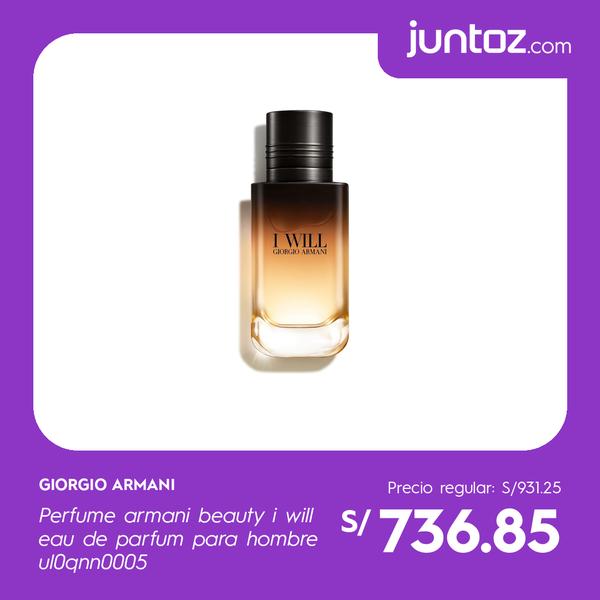 juntoz.com
I WILL
GIORGIO ARMANI
GIORGIO ARMANI
Perfume armani beauty i will
eau de parfum para hombre
ul0qnn0005
Precio regular: S/931.25
S/736.85